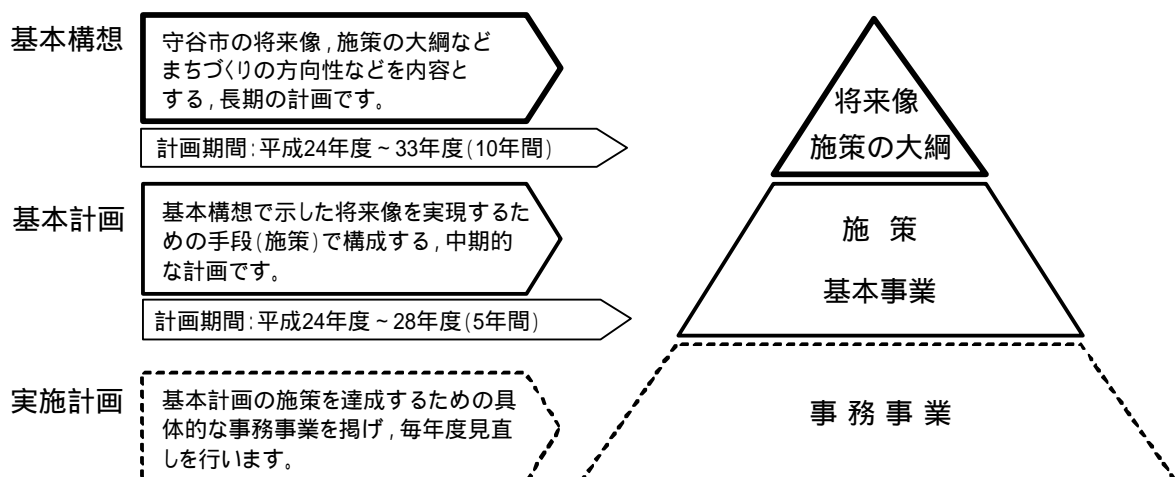 基本構想
守谷市の将来像,施策の大綱など
まちづくりの方向性などを内容と
する,長期の計画です。
計画期間:平成24年度~33年度(10年間)
将来像
施策の大綱
基本計画
基本構想で示した将来像を実現するた
めの手段(施策)で構成する,中期的
な計画です。
計画期間:平成24年度~28年度(5年間)
施 策
基本事業
実施計画
基本計画の施策を達成するための具
体的な事務事業を掲げ,毎年度見直
しを行います。
事務事業